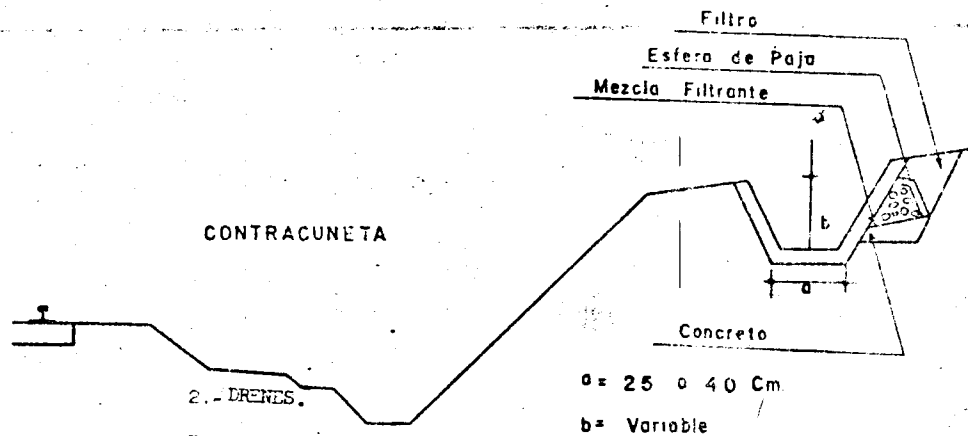 Filtro
Esfera de Paja
Mezcla Filtrante
b
CONTRACUNETA
a
Concreto
2.- DRENES.
a= 25 o 40 Cm.
b= Variable